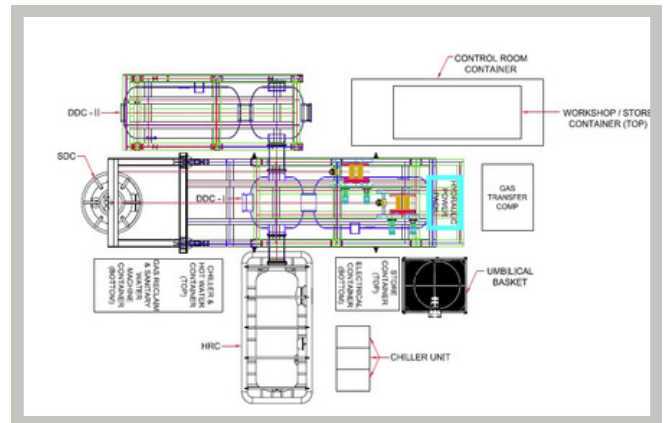 CONTROL ROOM
CONTAINER
DDC - II
WORKSHOP / STORE
CONTAINER (TOP)
SDC
SDC
DDC - I
HYDRAULIC
POWER
PACK
GAS
TRANSFER
COMP
GAS RECLAIM
& SANITARY
WATER
MACHINE
CONTAINER
(BOTTOM)
CHILLER &
HOT WATER
CONTAINER
(TOP)
ELECTRICAL
CONTAINER
(BOTTOM)
STORE
CONTAINER
(TOP)
UMBILICAL
BASKET
HRC
CHILLER UNIT